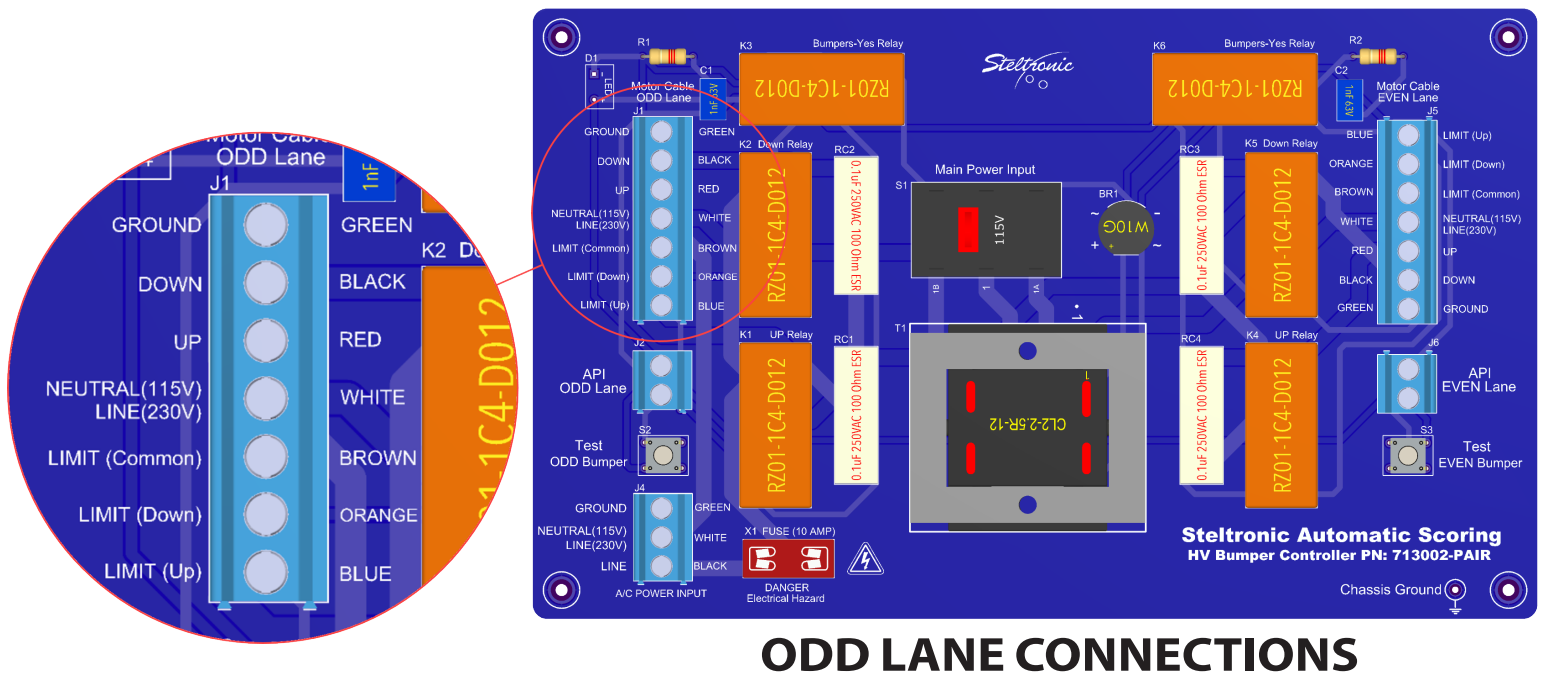 Motor Cable
ODD Lane
J1
1nF
GROUND
GREEN
K2 Do
DOWN
BLACK
UP
RED
NEUTRAL(115V)
LINE(230V)
WHITE
LIMIT (Common)
BROWN
LIMIT (Down)
ORANGE
LIMIT (Up)
BLUE
01-1C4-D012
D1
LED
-
+
R1
C1
1nF 63V
Motor Cable
ODD Lane
J1
GROUND
GREEN
DOWN
BLACK
UP
RED
NEUTRAL(115V)
LINE(230V)
WHITE
LIMIT (Common)
BROWN
LIMIT (Down)
ORANGE
LIMIT (Up)
BLUE
K3
Bumpers-Yes Relay
RZ01-1C4-D012
Steltronic
K6
Bumpers-Yes Relay
RZ01-1C4-D012
R2
C2
1nF 63V
Motor Cable
EVEN Lane
J5
BLUE
LIMIT (Up)
ORANGE
LIMIT (Down)
BROWN
LIMIT (Common)
WHITE
NEUTRAL(115V)
LINE(230V)
RED
UP
BLACK
DOWN
GREEN
GROUND
K2 Down Relay
RZ01-1C4-D012
RC2
0.1uF 250VAC 100 Ohm ESR
Main Power Input
S1
115V
1B
1
1A
BR1
W10G
~
-
+
~
+
RC3
0.1uF 250VAC 100 Ohm ESR
K5 Down Relay
RZ01-1C4-D012
J2
API
ODD Lane
S2
Test
ODD Bumper
K1
UP Relay
RZ01-1C4-D012
RC1
0.1uF 250VAC 100 Ohm ESR
T1
1
1
CL2-2.5R-12
RC4
0.1uF 250VAC 100 Ohm ESR
K4
UP Relay
RZ01-1C4-D012
J6
API
EVEN Lane
S3
Test
EVEN Bumper
J4
GROUND
GREEN
NEUTRAL(115V)
LINE(230V)
WHITE
LINE
BLACK
A/C POWER INPUT
X1 FUSE (10 AMP)
DANGER
Electrical Hazard
Steltronic Automatic Scoring
HV Bumper Controller PN: 713002-PAIR
Chassis Ground
ODD LANE CONNECTIONS